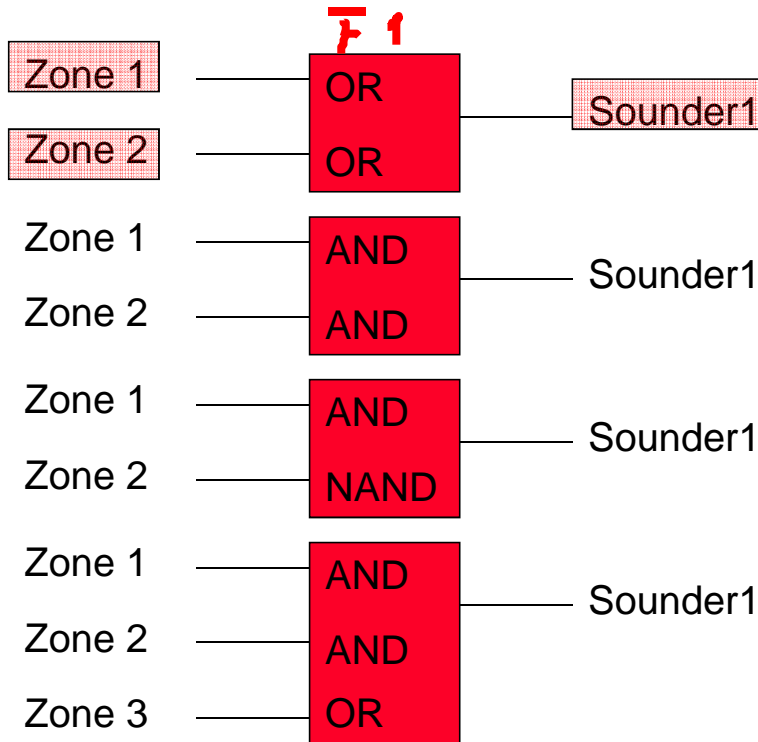 Zone 1 OR Sounder1
Zone 2 OR
Zone 1 AND Sounder1
Zone 2 AND
Zone 1 AND Sounder1
Zone 2 NAND
Zone 1 AND Sounder1
Zone 2 AND
Zone 3 OR